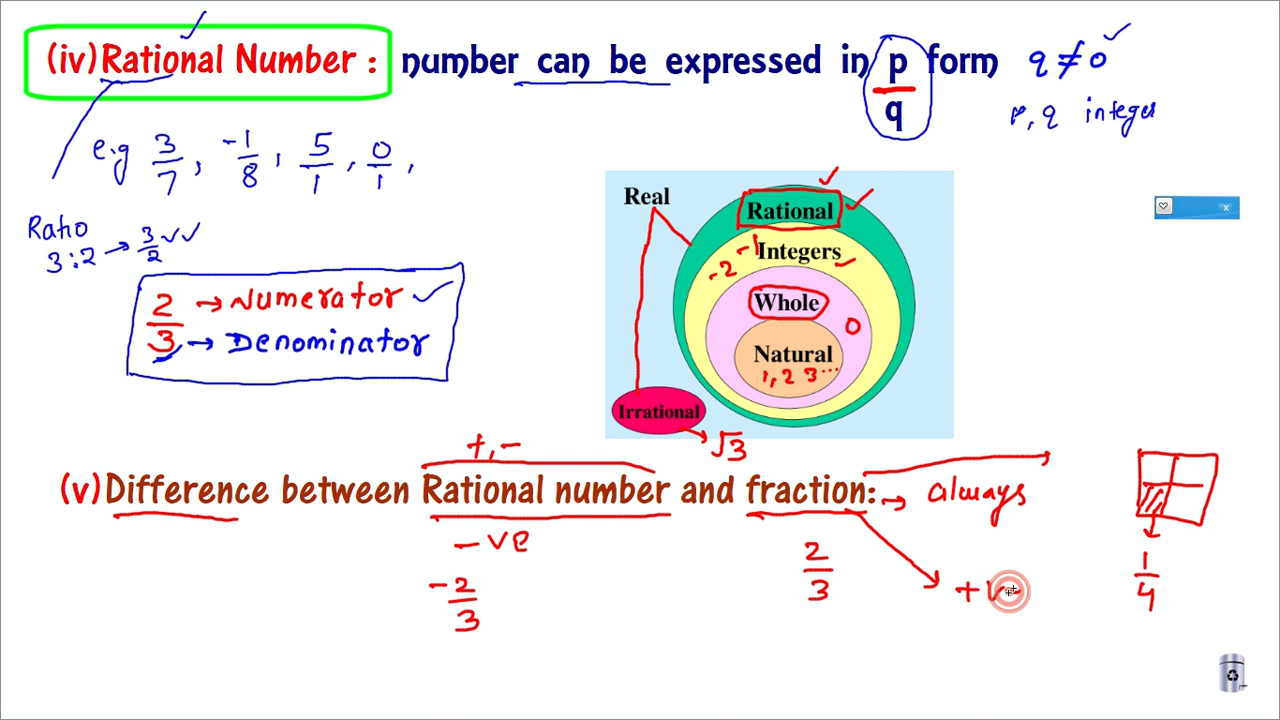 (iv) Rational Number : number can be expressed in p/q form q ≠ 0
p, q integer
e.g 3/7, -1/8, 5/1, 0/1,
Ratio
3:2 → 3/2
2 → Numerator
3 → Denominator
Real
Rational
-2 -1 Integers
Whole
0
Natural
1, 2 3...
Irrational
√3
+, -
(v) Difference between Rational number and fraction: → always
-ve
-2/3
2/3
+v
1/4
x